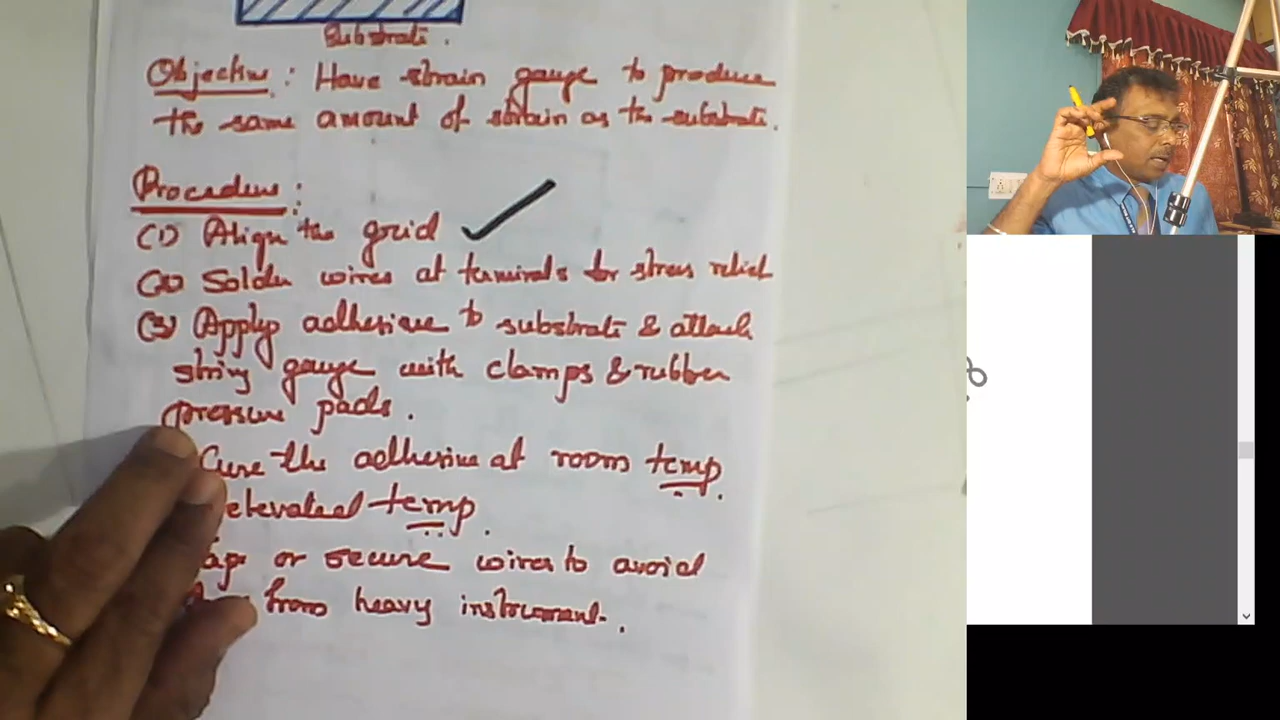 Substrate.
Objective: Have strain gauge to produce
the same amount of strain as the substrate.
Procedure:
(1) Align the grid
(2) Solder wires at terminals for stress relief
(3) Apply adhesive to substrate & attach
string gauge with clamps & rubber
pressure pads.
Cure the adhesive at room temp
elevated temp.
or secure wires to avoid
from heavy instrument.